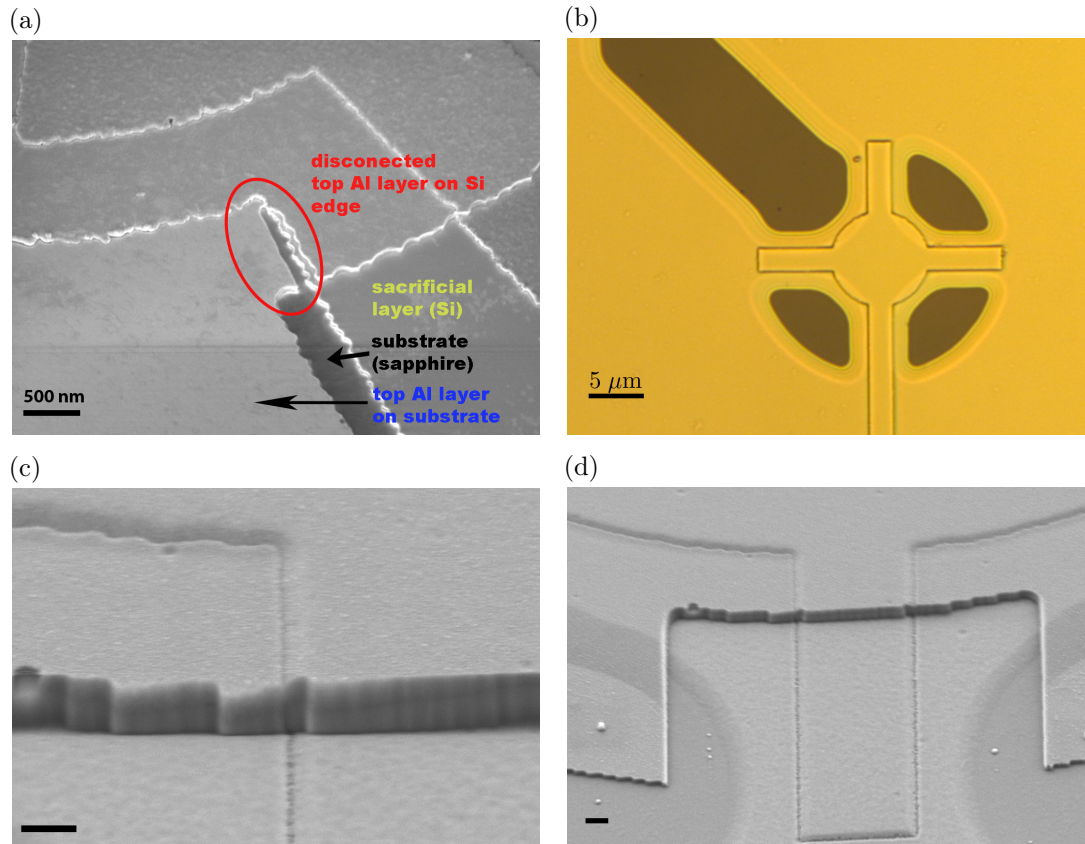 (a)
disconected
top Al layer on Si
edge
sacrificial
layer (Si)
substrate
(sapphire)
500 nm
top Al layer
on substrate
(b)
5 μm
(c)
(d)